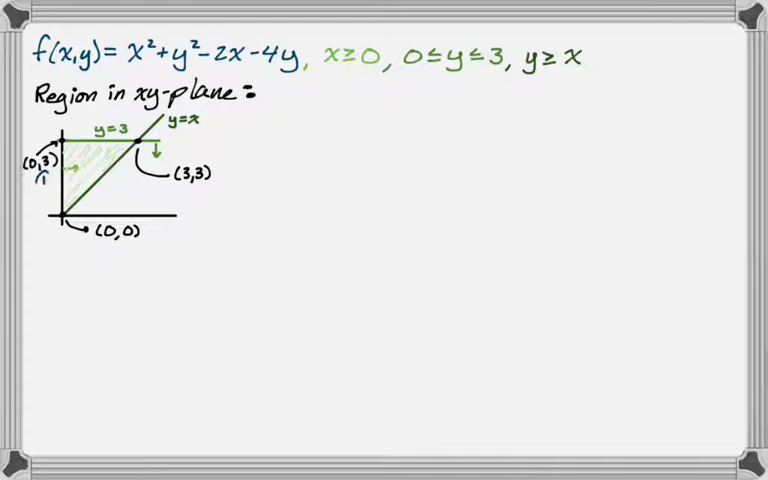 f(x,y) = x²+y²-2x-4y, x≥0, 0≤y≤3, y≥x
Region in xy-plane:
y=3
y=x
(0,3)
(3,3)
(0,0)